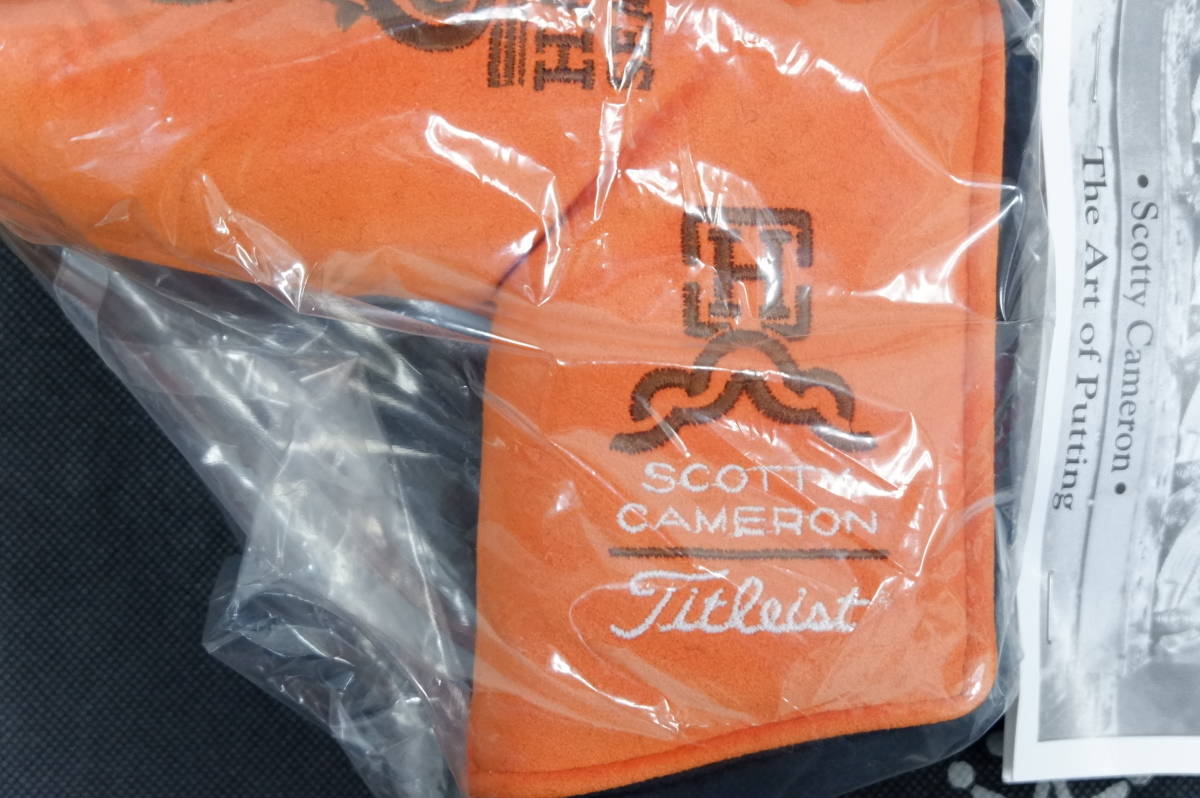 H
SCOTTY
CAMERON
Titleist
• Scotty Cameron •
The Art of Putting